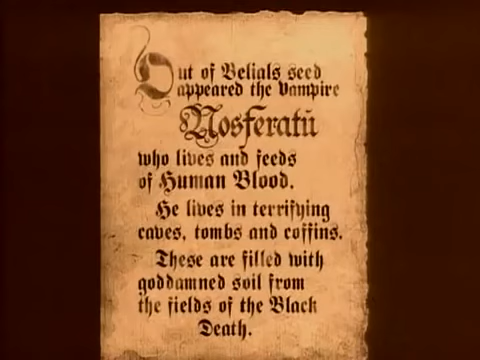 Out of Belials seed
appeared the Vampire
Nosferatu
who lives and feeds
of Human Blood.
He lives in terrifying
caves, tombs and coffins.
These are filled with
goddamned soil from
the fields of the Black
Death.